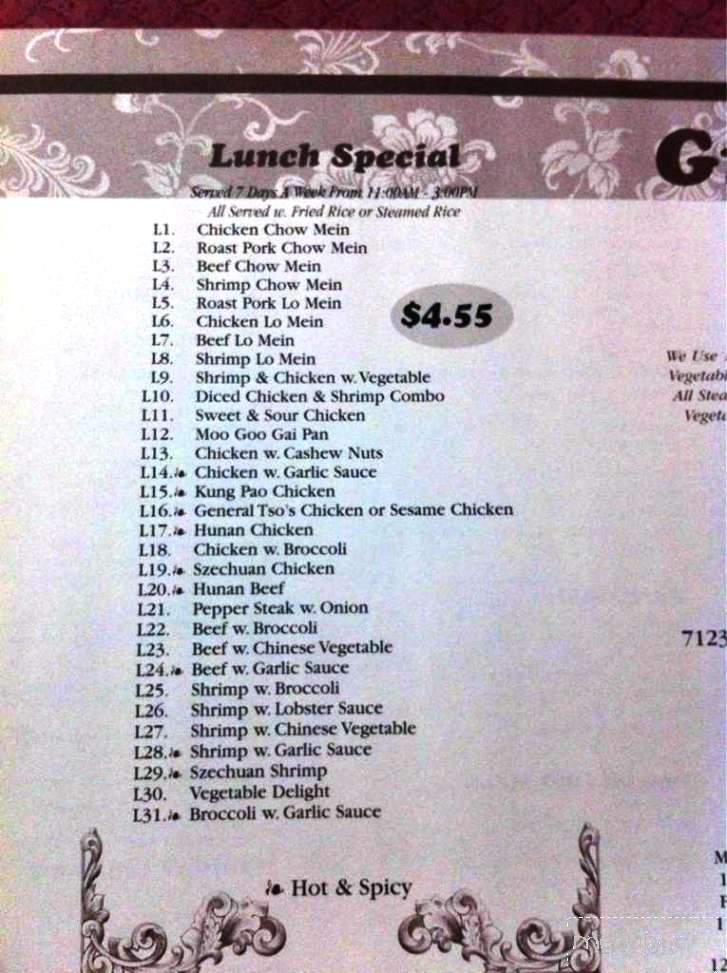 Lunch Special
Served 7 Days A Week From 11:00AM - 3:00PM
All Served w. Fried Rice or Steamed Rice
L1. Chicken Chow Mein
L2. Roast Pork Chow Mein
L3. Beef Chow Mein
L4. Shrimp Chow Mein
L5. Roast Pork Lo Mein
L6. Chicken Lo Mein
L7. Beef Lo Mein
L8. Shrimp Lo Mein
L9. Shrimp & Chicken w. Vegetable
L10. Diced Chicken & Shrimp Combo
L11. Sweet & Sour Chicken
L12. Moo Goo Gai Pan
L13. Chicken w. Cashew Nuts
L14. Chicken w. Garlic Sauce
L15. Kung Pao Chicken
L16. General Tso's Chicken or Sesame Chicken
L17. Hunan Chicken
L18. Chicken w. Broccoli
L19. Szechuan Chicken
L20. Hunan Beef
L21. Pepper Steak w. Onion
L22. Beef w. Broccoli
L23. Beef w. Chinese Vegetable
L24. Beef w. Garlic Sauce
L25. Shrimp w. Broccoli
L26. Shrimp w. Lobster Sauce
L27. Shrimp w. Chinese Vegetable
L28. Shrimp w. Garlic Sauce
L29. Szechuan Shrimp
L30. Vegetable Delight
L31. Broccoli w. Garlic Sauce
$4.55
Hot & Spicy
We Use
All
7123